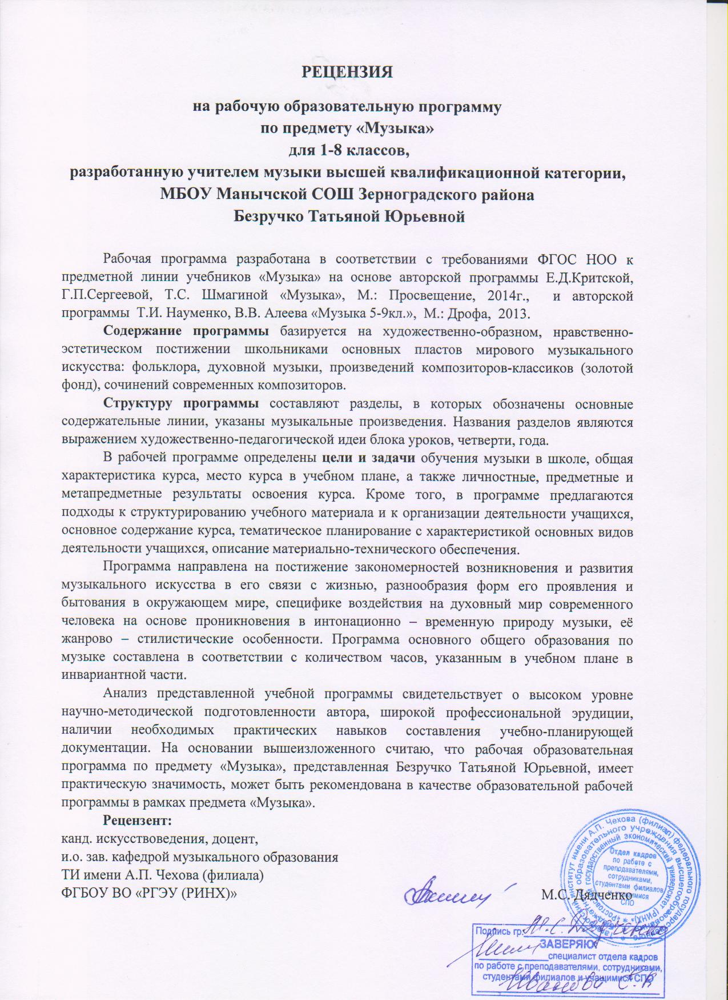 РЕЦЕНЗИЯ
на рабочую образовательную программу
по предмету «Музыка»
для 1-8 классов,
разработанную учителем музыки высшей квалификационной категории,
МБОУ Манычской СОШ Зерноградского района
Безручко Татьяной Юрьевной
Рабочая программа разработана в соответствии с требованиями ФГОС НОО к
предметной линии учебников «Музыка» на основе авторской программы Е.Д.Критской,
Г.П.Сергеевой, Т.С. Шмагиной «Музыка», М.: Просвещение, 2014г., и авторской
программы Т.И. Науменко, В.В. Алеева «Музыка 5-9кл.», М.: Дрофа, 2013.
Содержание программы базируется на художественно-образном, нравственно-
эстетическом постижении школьниками основных пластов мирового музыкального
искусства: фольклора, духовной музыки, произведений композиторов-классиков (золотой
фонд), сочинений современных композиторов.
Структуру программы составляют разделы, в которых обозначены основные
содержательные линии, указаны музыкальные произведения. Названия разделов являются
выражением художественно-педагогической идеи блока уроков, четверти, года.
В рабочей программе определены цели и задачи обучения музыки в школе, общая
характеристика курса, место курса в учебном плане, а также личностные, предметные и
метапредметные результаты освоения курса. Кроме того, в программе предлагаются
подходы к структурированию учебного материала и к организации деятельности учащихся,
основное содержание курса, тематическое планирование с характеристикой основных видов
деятельности учащихся, описание материально-технического обеспечения.
Программа направлена на постижение закономерностей возникновения и развития
музыкального искусства в его связи с жизнью, разнообразия форм его проявления и
бытования в окружающем мире, специфике воздействия на духовный мир современного
человека на основе проникновения в интонационно – временную природу музыки, её
жанрово – стилистические особенности. Программа основного общего образования по
музыке составлена в соответствии с количеством часов, указанным в учебном плане в
инвариантной части.
Анализ представленной учебной программы свидетельствует о высоком уровне
научно-методической подготовленности автора, широкой профессиональной эрудиции,
наличии необходимых практических навыков составления учебно-планирующей
документации. На основании вышеизложенного считаю, что рабочая образовательная
программа по предмету «Музыка», представленная Безручко Татьяной Юрьевной, имеет
практическую значимость, может быть рекомендована в качестве образовательной рабочей
программы в рамках предмета «Музыка».
Рецензент:
канд. искусствоведения, доцент,
и.о. зав. кафедрой музыкального образования
ТИ имени А.П. Чехова (филиала)
ФГБОУ ВО «РГЭУ (РИНХ)» М.С. Дядченко
Отдел кадров
по работе с
преподавателями,
сотрудниками,
студентами филиалов
и учащимися
СПО
Подпись гр. М.С. Дядченко
ЗАВЕРЯЮ
специалист отдела кадров
по работе с преподавателями, сотрудниками,
студентами филиалов и учащимися СПО